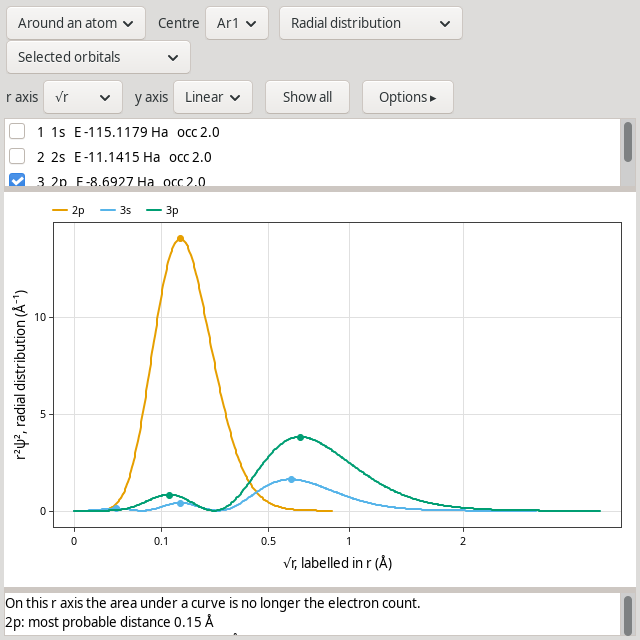 Around an atom Centre Ar1 Radial distribution
Selected orbitals
r axis √r y axis Linear Show all Options ▸
1 1s E -115.1179 Ha occ 2.0
2 2s E -11.1415 Ha occ 2.0
3 2p E -8.6927 Ha occ 2.0
2p 3s 3p
r²ψ², radial distribution (Å⁻¹)
10
5
0
0 0.1 0.5 1 2
√r, labelled in r (Å)
On this r axis the area under a curve is no longer the electron count.
2p: most probable distance 0.15 Å